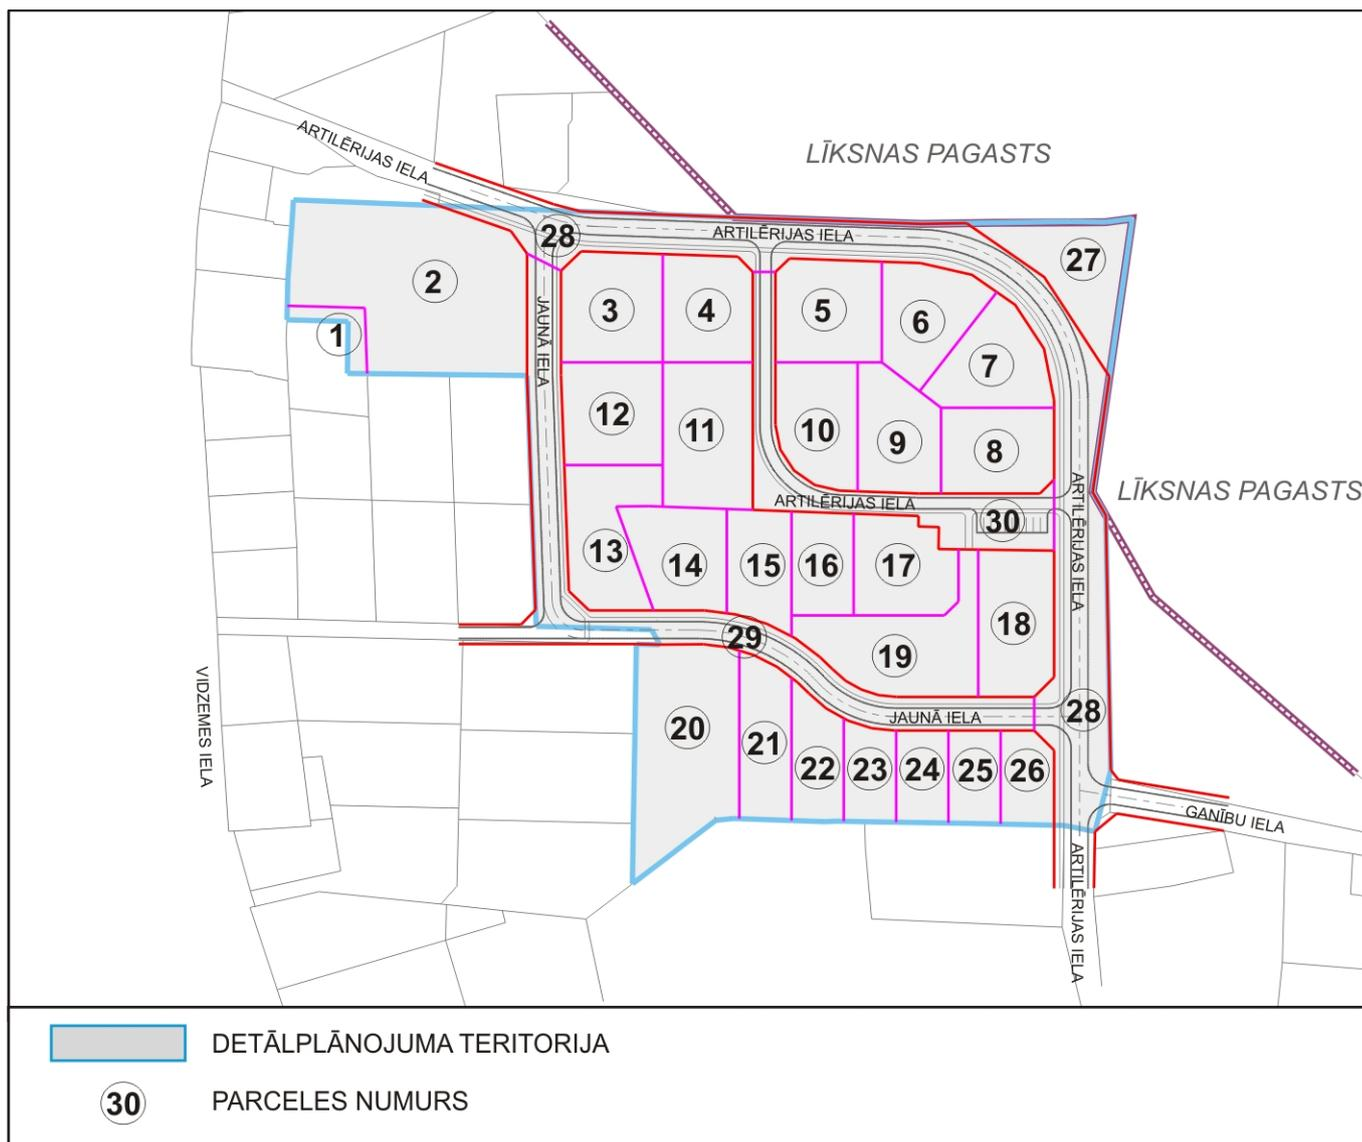 ARTILĒRIJAS IELA
LĪKSNAS PAGASTS
28
ARTILĒRIJAS IELA
27
2
1
JAUNĀ IELA
3
4
5
6
7
12
11
10
9
8
LĪKSNAS PAGASTS
ARTILĒRIJAS IELA
30
ARTILĒRIJAS IELA
13
14
15
16
17
18
29
19
VIDZEMES IELA
20
21
22
23
24
25
26
JAUNĀ IELA
28
GANĪBU IELA
ARTILĒRIJAS IELA
DETĀLPLĀNOJUMA TERITORIJA
30
PARCELES NUMURS